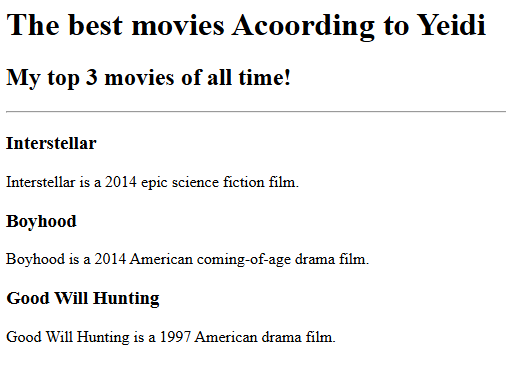 The best movies Acoording to Yeidi
My top 3 movies of all time!
Interstellar
Interstellar is a 2014 epic science fiction film.
Boyhood
Boyhood is a 2014 American coming-of-age drama film.
Good Will Hunting
Good Will Hunting is a 1997 American drama film.